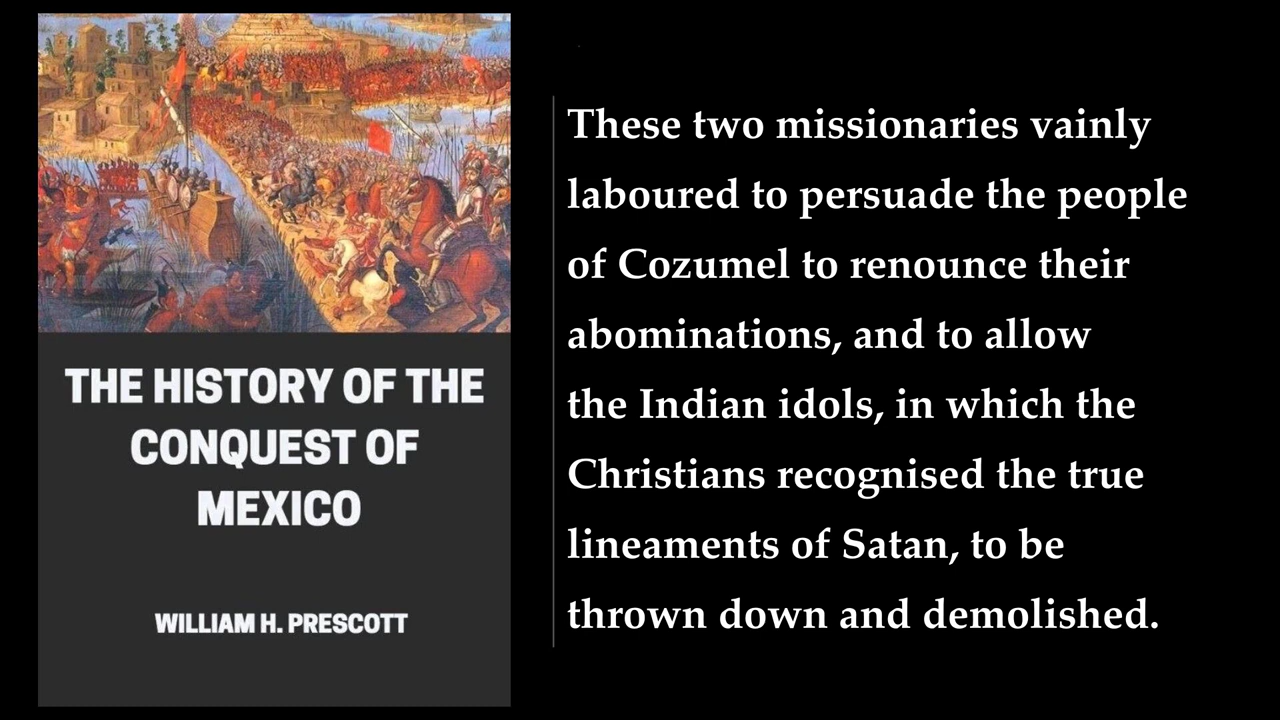 THE HISTORY OF THE
CONQUEST OF
MEXICO
WILLIAM H. PRESCOTT
These two missionaries vainly
laboured to persuade the people
of Cozumel to renounce their
abominations, and to allow
the Indian idols, in which the
Christians recognised the true
lineaments of Satan, to be
thrown down and demolished.